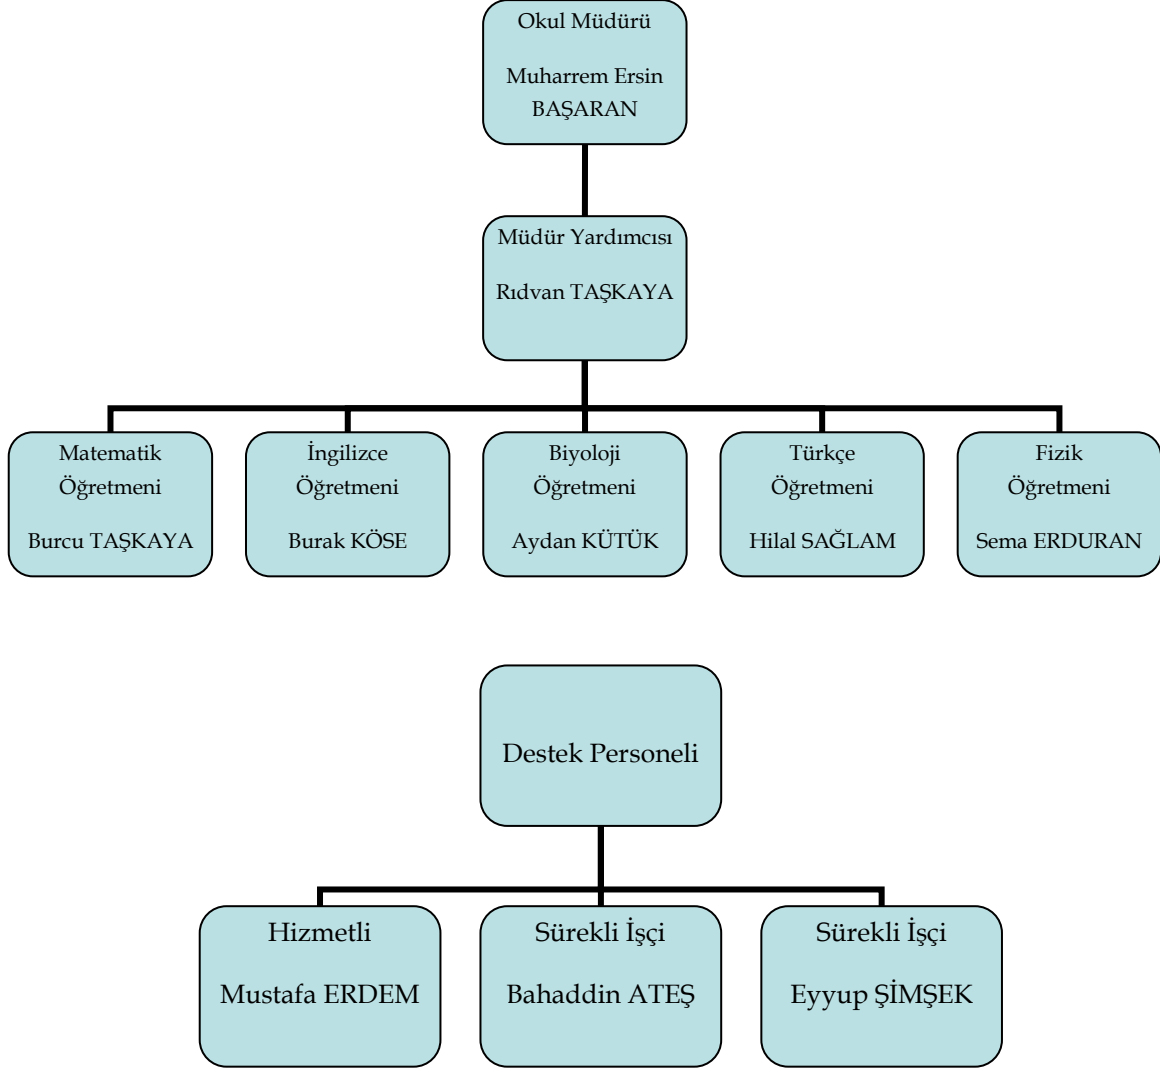 Okul Müdürü
Muharrem Ersin
BAŞARAN
Müdür Yardımcısı
Rıdvan TAŞKAYA
Matematik
Öğretmeni
Burcu TAŞKAYA
İngilizce
Öğretmeni
Burak KÖSE
Biyoloji
Öğretmeni
Aydan KÜTÜK
Türkçe
Öğretmeni
Hilal SAĞLAM
Fizik
Öğretmeni
Sema ERDURAN
Destek Personeli
Hizmetli
Mustafa ERDEM
Sürekli İşçi
Bahaddin ATEŞ
Sürekli İşçi
Eyyup ŞİMŞEK